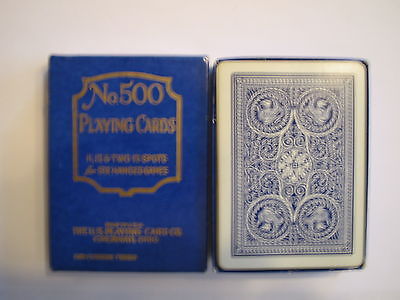 No. 500
PLAYING CARDS
11, 12 & TWO 13 SPOTS
for SIX HANDED GAMES
THE U.S. PLAYING CARD CO.
CINCINNATI, OHIO